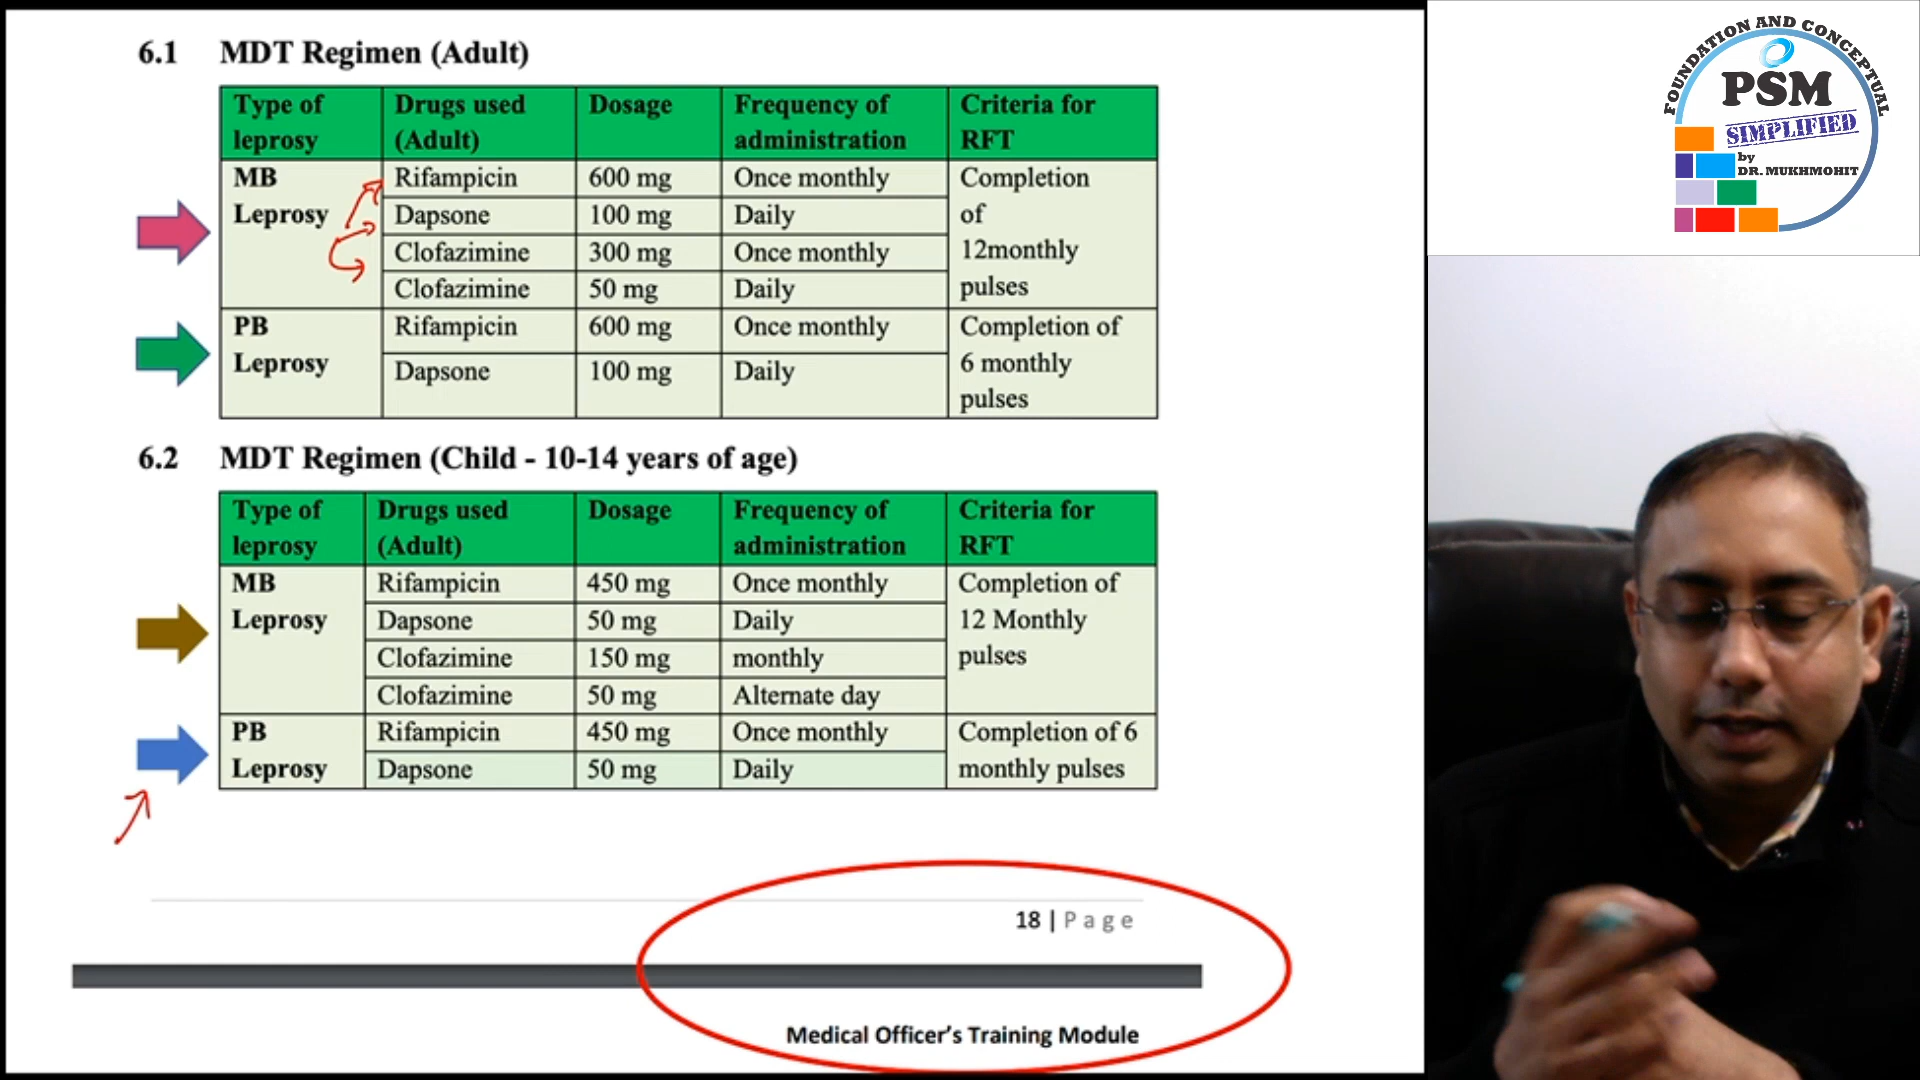 6.1 MDT Regimen (Adult)
Type of leprosy Drugs used (Adult) Dosage Frequency of administration Criteria for RFT
MB Leprosy Rifampicin 600 mg Once monthly Completion of 12monthly pulses
Dapsone 100 mg Daily
Clofazimine 300 mg Once monthly
Clofazimine 50 mg Daily
PB Leprosy Rifampicin 600 mg Once monthly Completion of 6 monthly pulses
Dapsone 100 mg Daily
6.2 MDT Regimen (Child - 10-14 years of age)
Type of leprosy Drugs used (Adult) Dosage Frequency of administration Criteria for RFT
MB Leprosy Rifampicin 450 mg Once monthly Completion of 12 Monthly pulses
Dapsone 50 mg Daily
Clofazimine 150 mg monthly
Clofazimine 50 mg Alternate day
PB Leprosy Rifampicin 450 mg Once monthly Completion of 6 monthly pulses
Dapsone 50 mg Daily
18 | Page
Medical Officer's Training Module
FOUNDATION AND CONCEPTUAL
PSM
SIMPLIFIED
by
DR. MUKHMOHIT